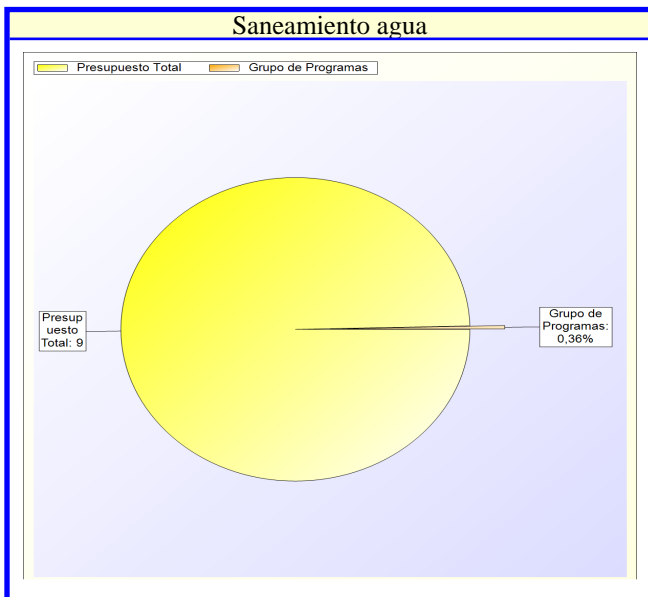 Saneamiento agua
Presupuesto Total Grupo de Programas
Presup
uesto
Total: 9
Grupo de
Programas:
0,36%